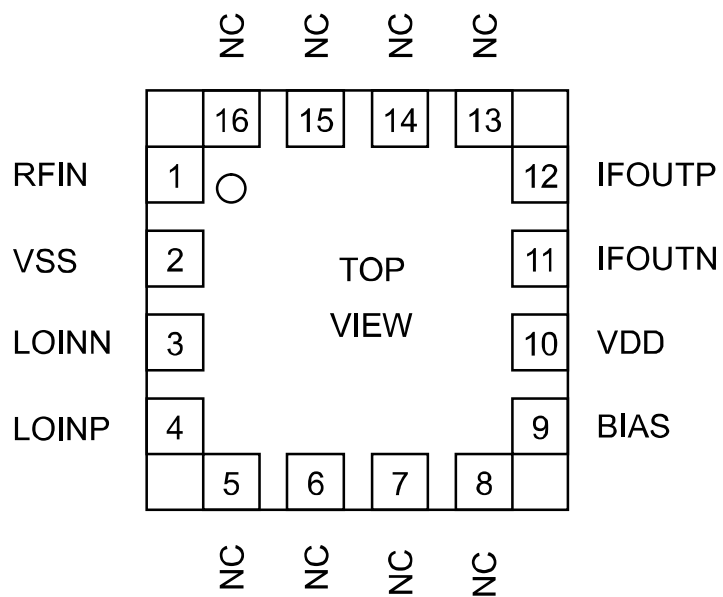 NC NC NC NC
16 15 14 13
RFIN 1 12 IFOUTP
VSS 2 11 IFOUTN
TOP
VIEW
LOINN 3 10 VDD
LOINP 4 9 BIAS
5 6 7 8
NC NC NC NC